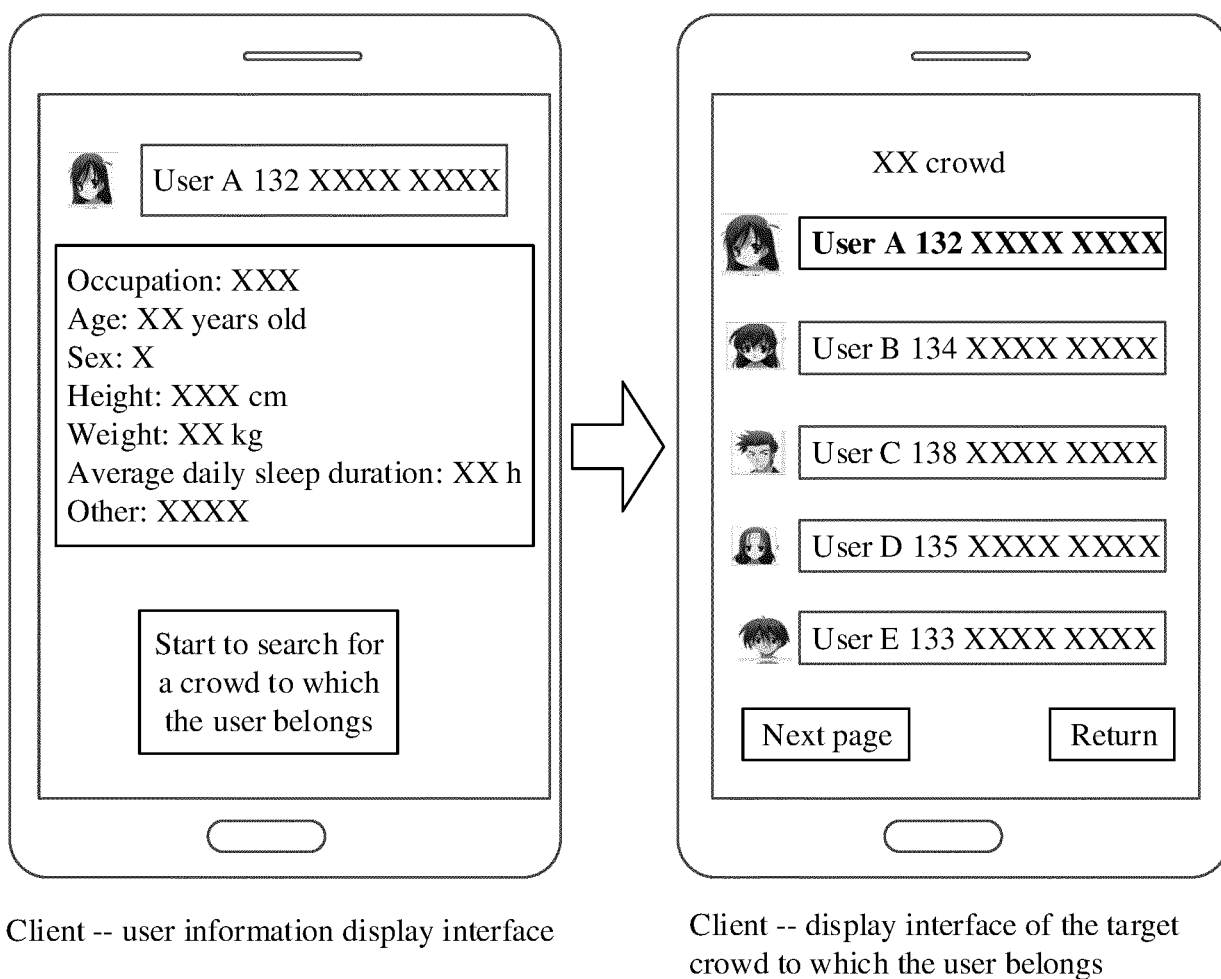 User A 132 XXXX XXXX
Occupation: XXX
Age: XX years old
Sex: X
Height: XXX cm
Weight: XX kg
Average daily sleep duration: XX h
Other: XXXX
Start to search for
a crowd to which
the user belongs
Client -- user information display interface
XX crowd
User A 132 XXXX XXXX
User B 134 XXXX XXXX
User C 138 XXXX XXXX
User D 135 XXXX XXXX
User E 133 XXXX XXXX
Next page
Return
Client -- display interface of the target
crowd to which the user belongs